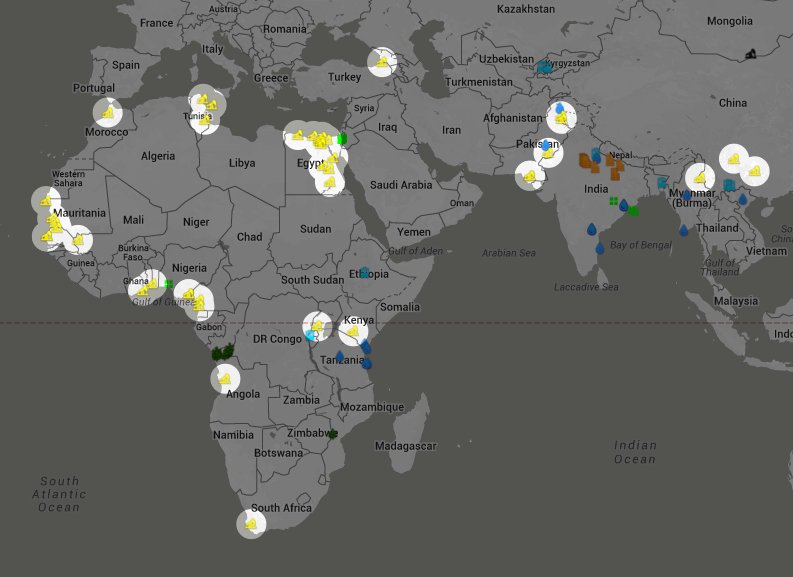 Kazakhstan
Austria
France
Mongolia
Romania
Italy
Uzbekistan
Kyrgyzstan
Spain
Greece
Turkey
Turkmenistan
Portugal
China
Syria
Tunisia
Afghanistan
Morocco
Iraq
Iran
Pakistan
Algeria
Libya
Egypt
Nepal
Western
Sahara
Saudi Arabia
India
Myanmar
(Burma)
Oman
Mauritania
Mali
Niger
Sudan
Chad
Yemen
Thailand
Burkina
Faso
Gulf of Aden
Arabian Sea
Bay of Bengal
Vietnam
Guinea
Nigeria
Gulf of
Thailand
Ghana
South Sudan
Ethiopia
Laccadive Sea
Gulf of Guinea
Somalia
Malaysia
Gabon
Kenya
DR Congo
Indo
Tanzania
Angola
Zambia
Mozambique
Namibia
Zimbabwe
Madagascar
Botswana
Indian
Ocean
South
Atlantic
Ocean
South Africa